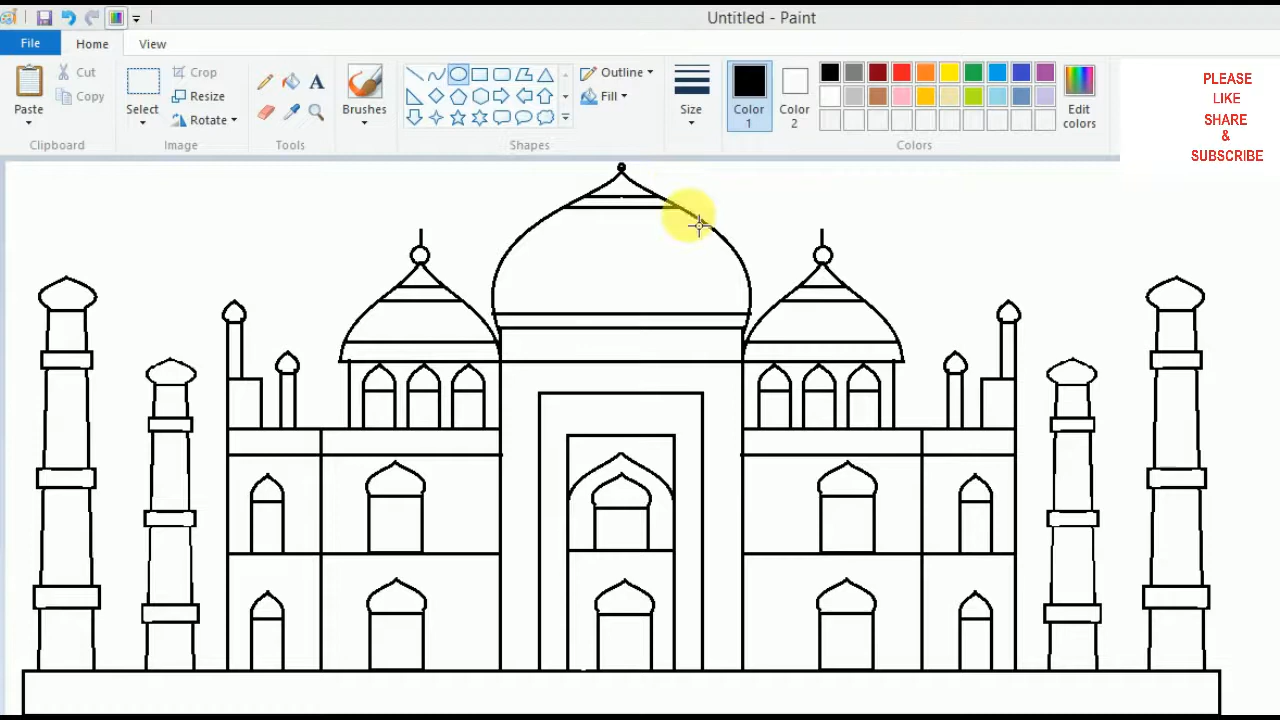 Untitled - Paint
File
Home
View
Paste
Cut
Copy
Clipboard
Select
Crop
Resize
Rotate
Image
A
Tools
Brushes
Outline
Fill
Shapes
Size
Color
1
Color
2
Edit
colors
Colors
PLEASE
LIKE
SHARE
&
SUBSCRIBE